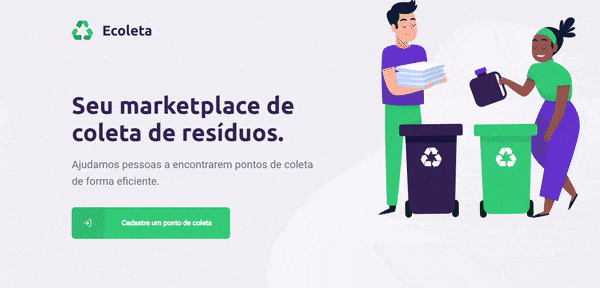 Ecoleta
Seu marketplace de
coleta de resíduos.
Ajudamos pessoas a encontrarem pontos de coleta
de forma eficiente.
Cadastre um ponto de coleta